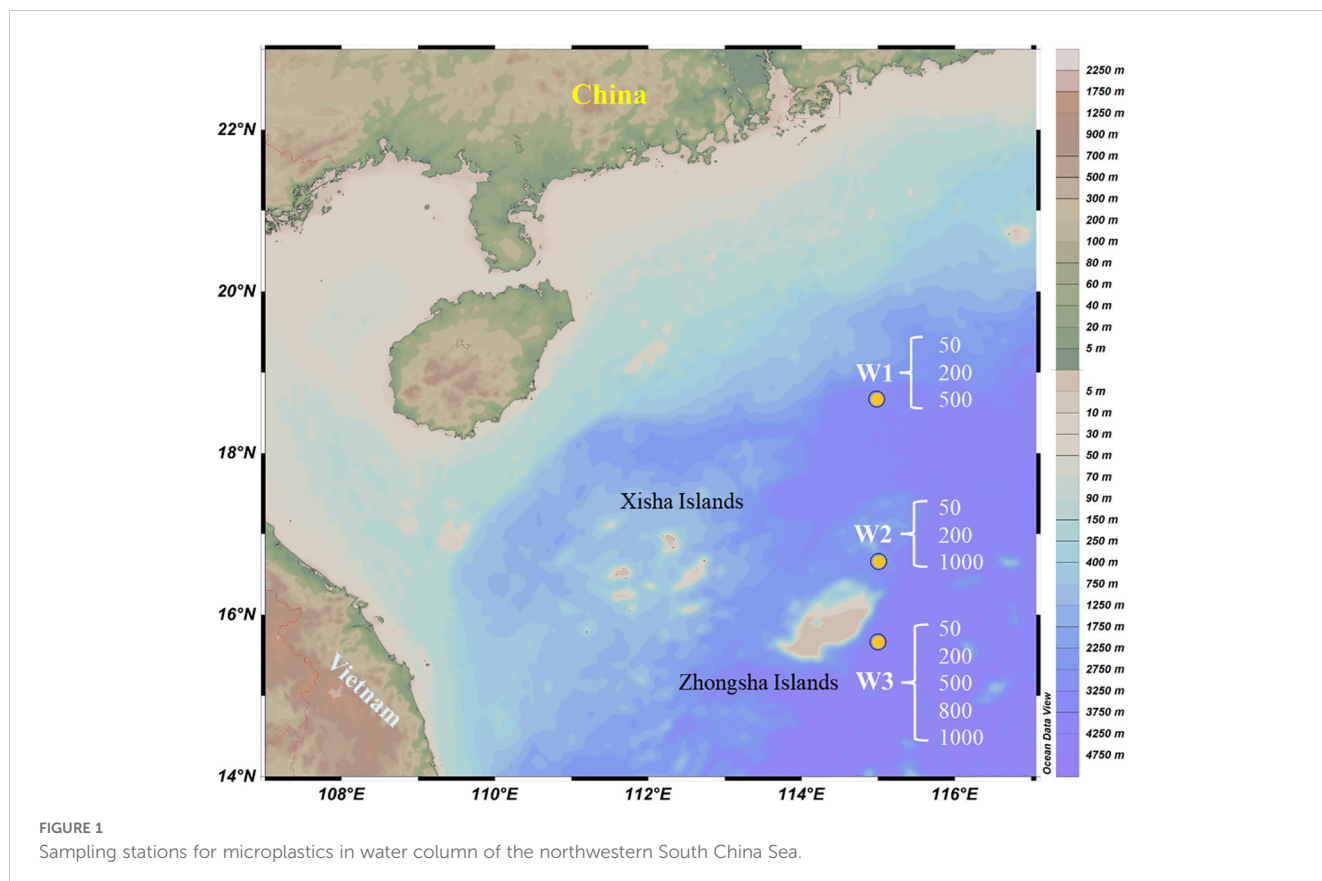 China
22°N
20°N
18°N
16°N
14°N
108°E
110°E
112°E
114°E
116°E
W1
50
200
500
Xisha Islands
W2
50
200
1000
Zhongsha Islands
W3
50
200
500
800
1000
Vietnam
Ocean Data View
2250 m
1750 m
1250 m
900 m
700 m
500 m
300 m
200 m
100 m
80 m
60 m
40 m
20 m
5 m
5 m
10 m
30 m
50 m
70 m
90 m
150 m
250 m
400 m
750 m
1250 m
1750 m
2250 m
2750 m
3250 m
3750 m
4250 m
4750 m
FIGURE 1
Sampling stations for microplastics in water column of the northwestern South China Sea.